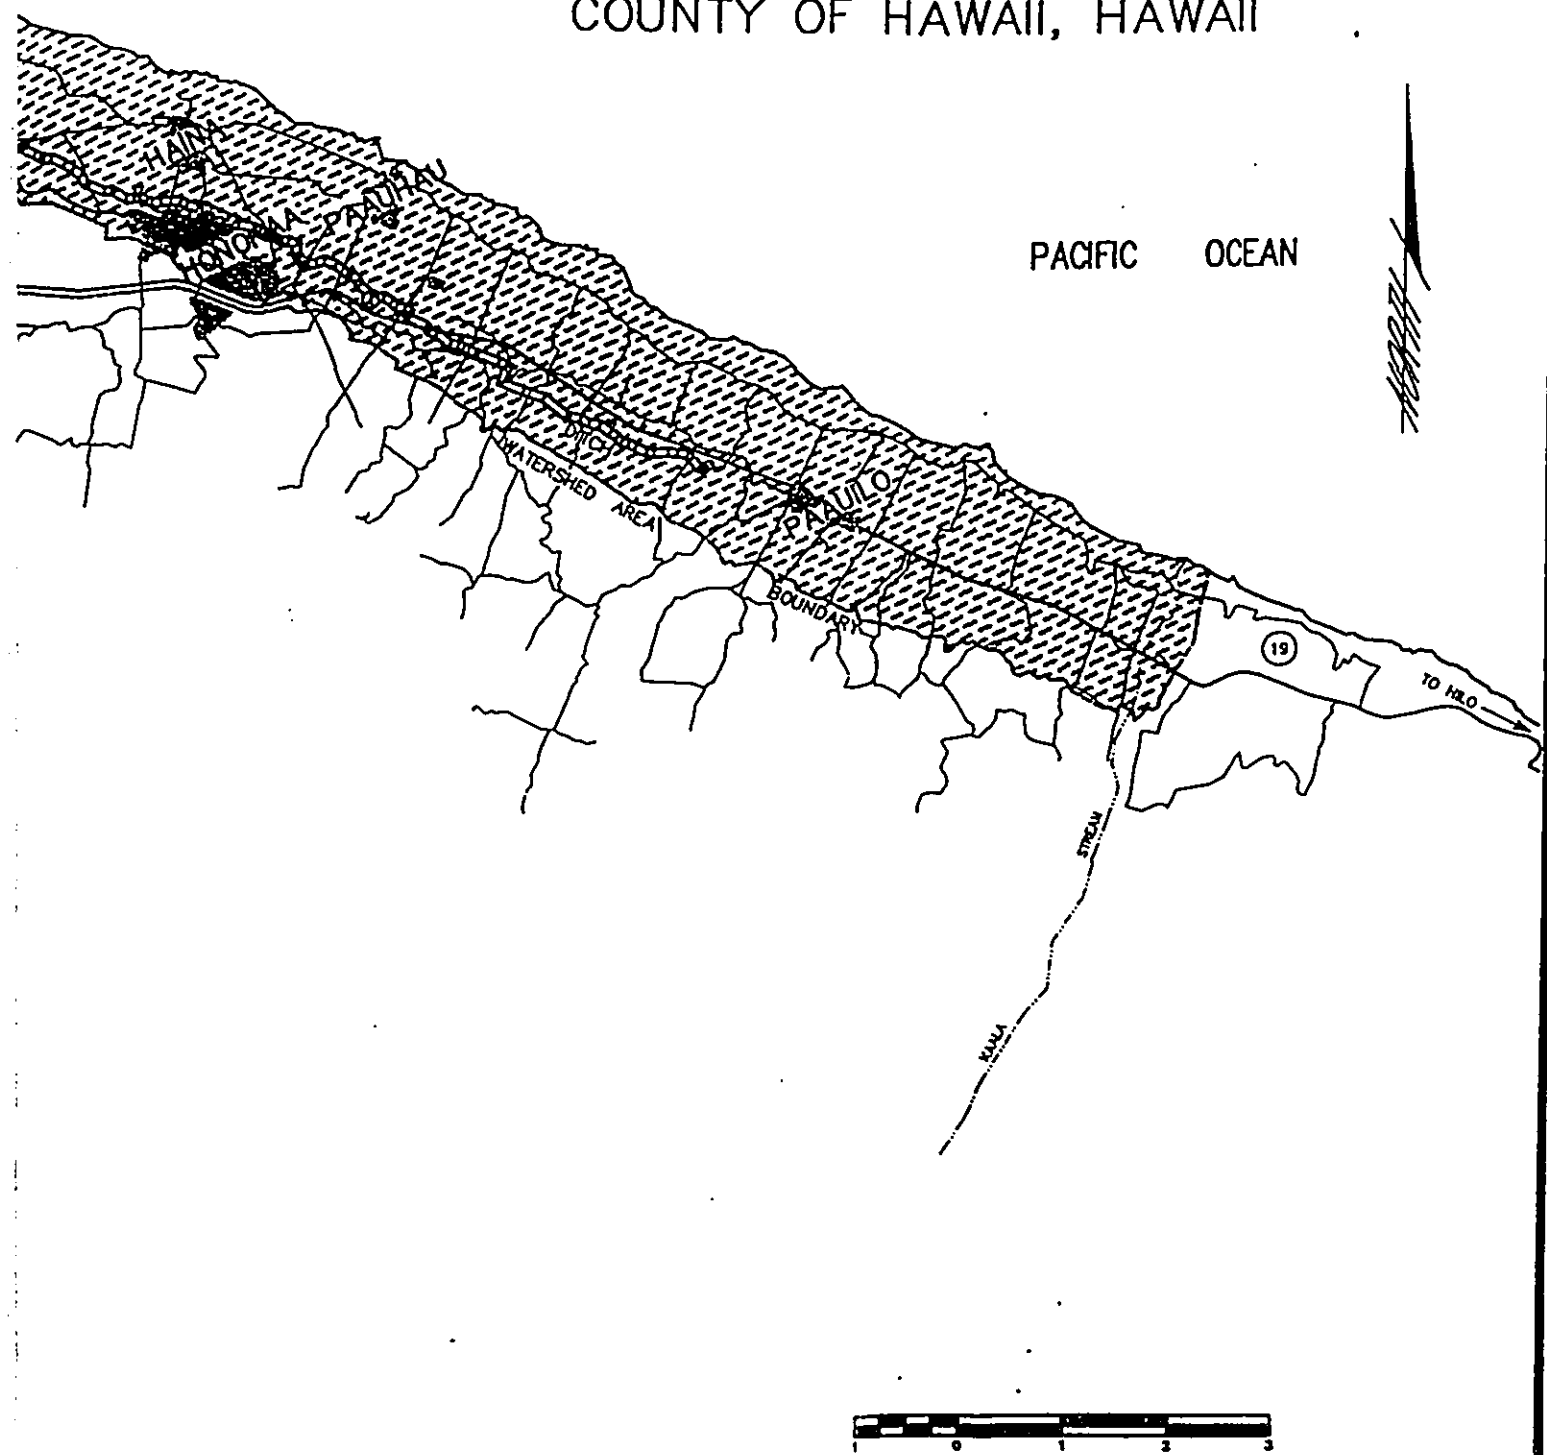 COUNTY OF HAWAII, HAWAII
PACIFIC OCEAN
NORTH
HAINA
PAAUHAU
DITCH
WATERSHED AREA
PAAUILO
BOUNDARY
19
TO HILO
STREAM
KAALA
1 0 1 2 3